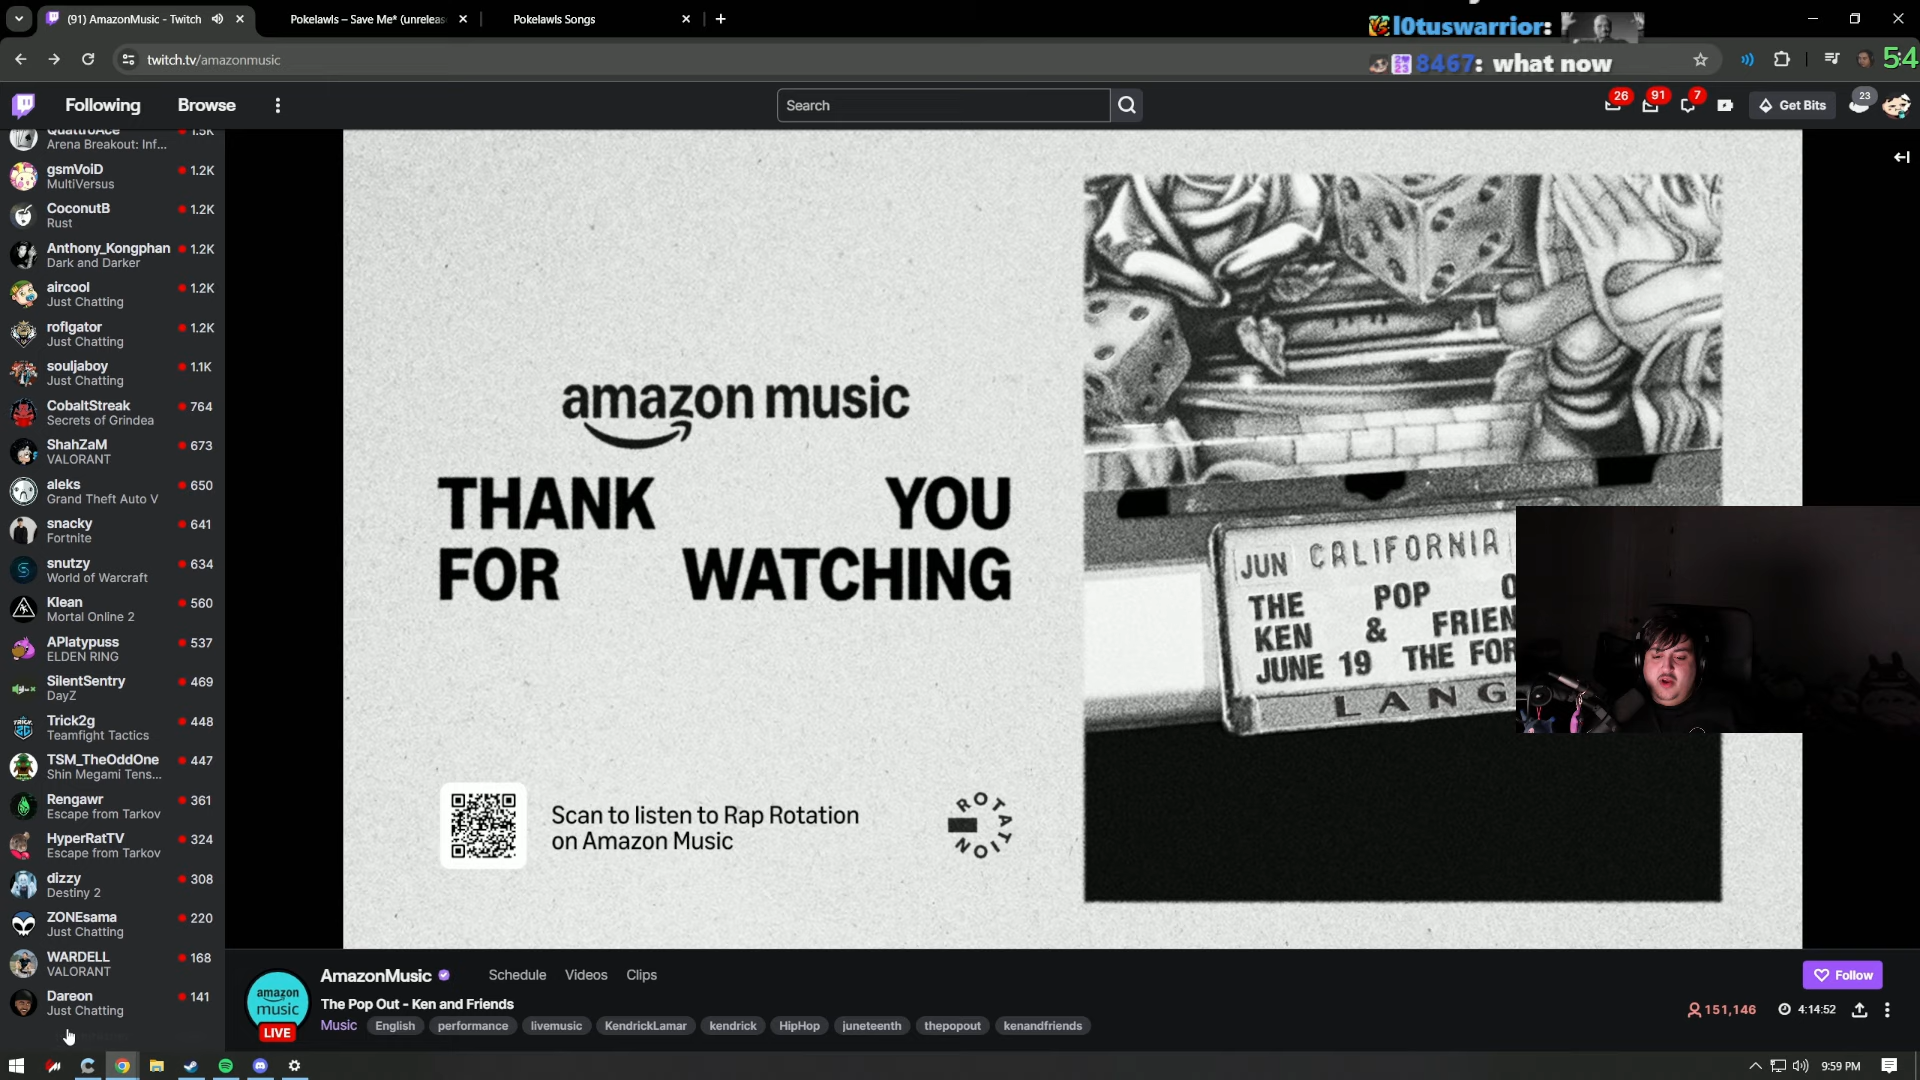 (91) AmazonMusic - Twitch
Pokelawls – Save Me* (unreleas
Pokelawls Songs
l0tuswarrior:
twitch.tv/amazonmusic
8467: what now
5:4
Following
Browse
Search
26
91
7
Get Bits
23
QuattroAce
1.5K
Arena Breakout: Inf...
gsmVoiD
1.2K
MultiVersus
CoconutB
1.2K
Rust
Anthony_Kongphan
1.2K
Dark and Darker
aircool
1.2K
Just Chatting
roflgator
1.2K
Just Chatting
souljaboy
1.1K
Just Chatting
CobaltStreak
764
Secrets of Grindea
ShahZaM
673
VALORANT
aleks
650
Grand Theft Auto V
snacky
641
Fortnite
snutzy
634
World of Warcraft
Klean
560
Mortal Online 2
APlatypuss
537
ELDEN RING
SilentSentry
469
DayZ
Trick2g
448
Teamfight Tactics
TSM_TheOddOne
447
Shin Megami Tens...
Rengawr
361
Escape from Tarkov
HyperRatTV
324
Escape from Tarkov
dizzy
308
Destiny 2
ZONEsama
220
Just Chatting
WARDELL
168
VALORANT
Dareon
141
Just Chatting
amazon music
THANK YOU
FOR WATCHING
Scan to listen to Rap Rotation
on Amazon Music
ROTATION
JUN CALIFORNIA
THE POP O
KEN & FRIEN
JUNE 19 THE FOR
LANG
amazon
music
LIVE
AmazonMusic
Schedule
Videos
Clips
Follow
The Pop Out - Ken and Friends
Music
English
performance
livemusic
KendrickLamar
kendrick
HipHop
juneteenth
thepopout
kenandfriends
151,146
4:14:52
9:59 PM